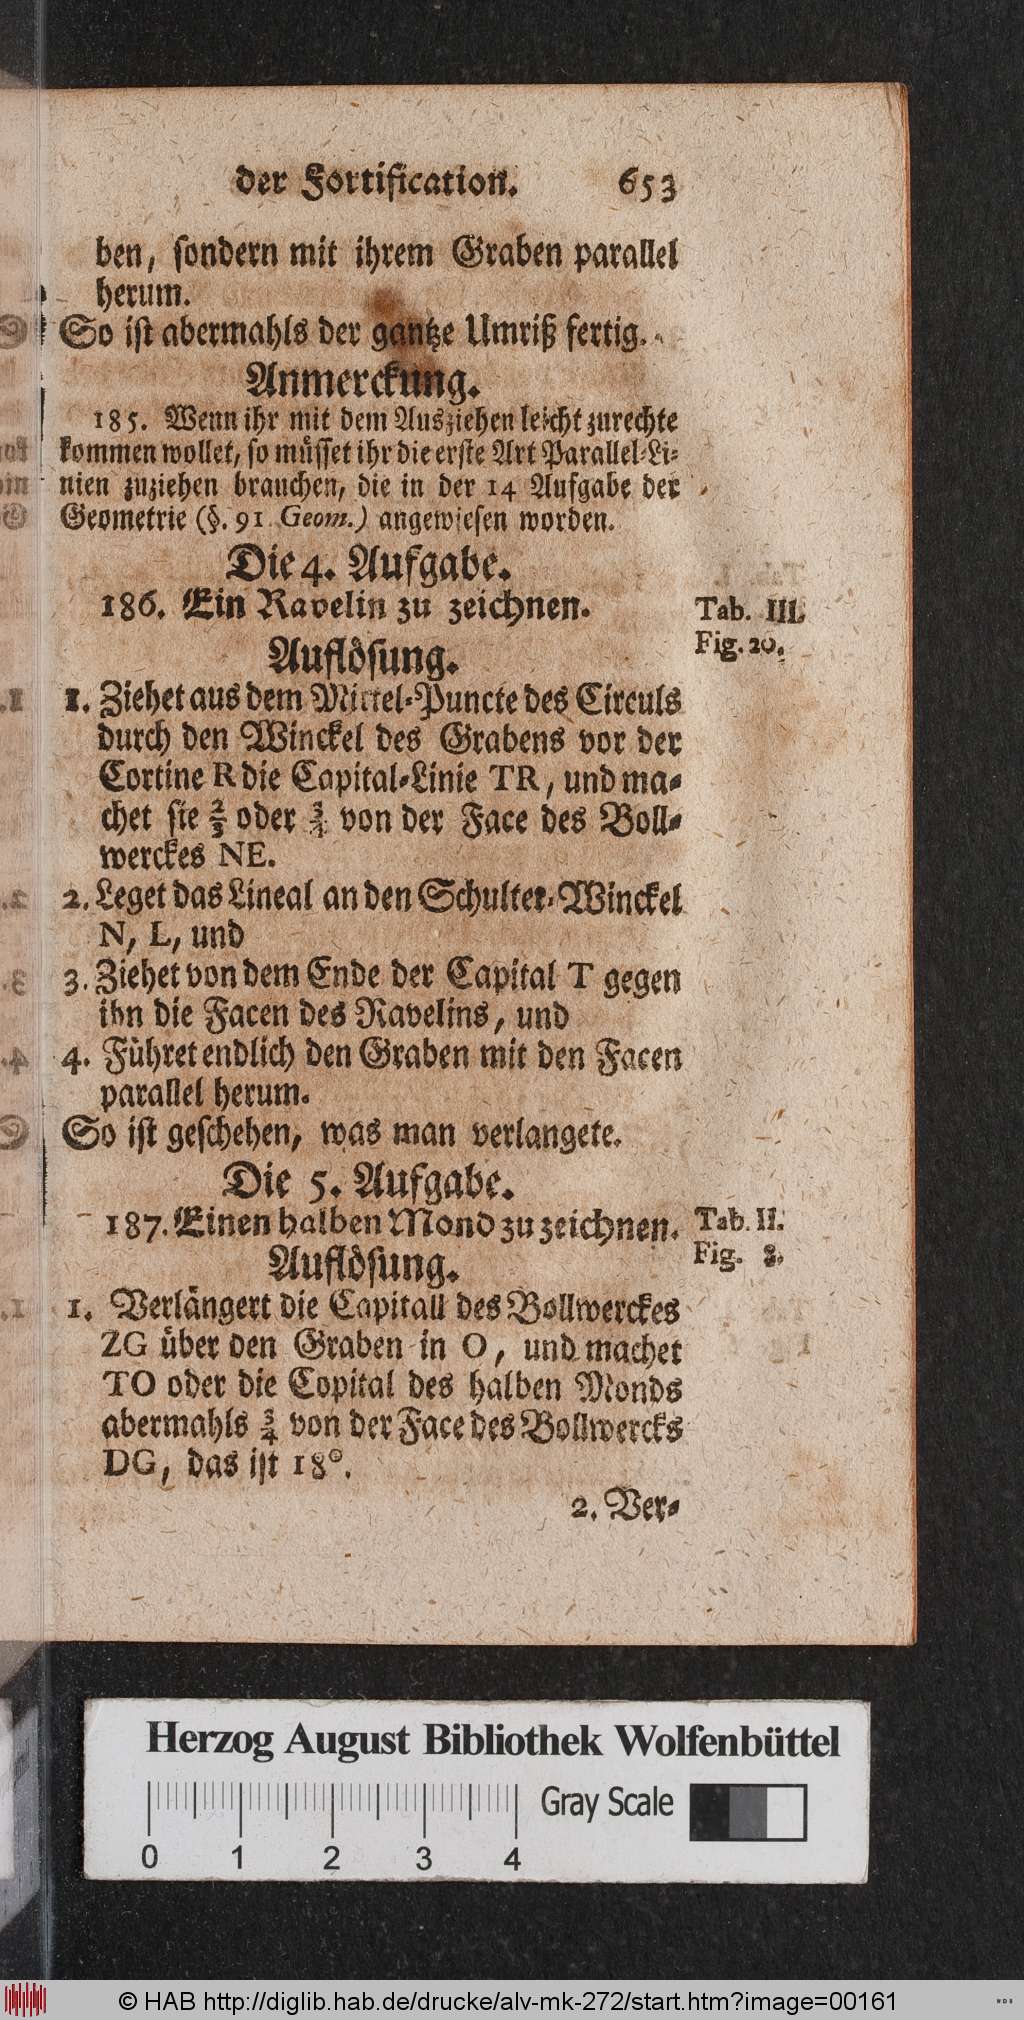 der Fortification. 653
ben, sondern mit ihrem Graben parallel
herum.
So ist abermahls der gantze Umriß fertig.
Anmerckung.
185. Wenn ihr mit dem Ausziehen leicht zurechte
kommen wollet, so müsset ihr die erste Art Parallel-Li-
nien zuziehen brauchen, die in der 14 Aufgabe der
Geometrie (§. 91 Geom.) angewiesen worden.
Die 4. Aufgabe.
186. Ein Ravelin zu zeichnen. Tab. III.
Fig. 20.
Auflösung.
1. Ziehet aus dem Mittel-Puncte des Circuls
durch den Winckel des Grabens vor der
Cortine R die Capital-Linie TR, und ma-
chet sie 2/3 oder 3/4 von der Face des Boll-
werckes NE.
2. Leget das Lineal an den Schulter-Winckel
N, L, und
3. Ziehet von dem Ende der Capital T gegen
ihn die Facen des Ravelins, und
4. Führet endlich den Graben mit den Facen
parallel herum.
So ist geschehen, was man verlangete.
Die 5. Aufgabe.
187. Einen halben Mond zu zeichnen. Tab. II.
Fig. 8.
Auflösung.
1. Verlängert die Capitall des Bollwerckes
ZG über den Graben in O, und machet
TO oder die Copital des halben Monds
abermahls 3/4 von der Face des Bollwercks
DG, das ist 18°.
2. Ver-
Herzog August Bibliothek Wolfenbüttel
Gray Scale
0 1 2 3 4
© HAB http://diglib.hab.de/drucke/alv-mk-272/start.htm?image=00161